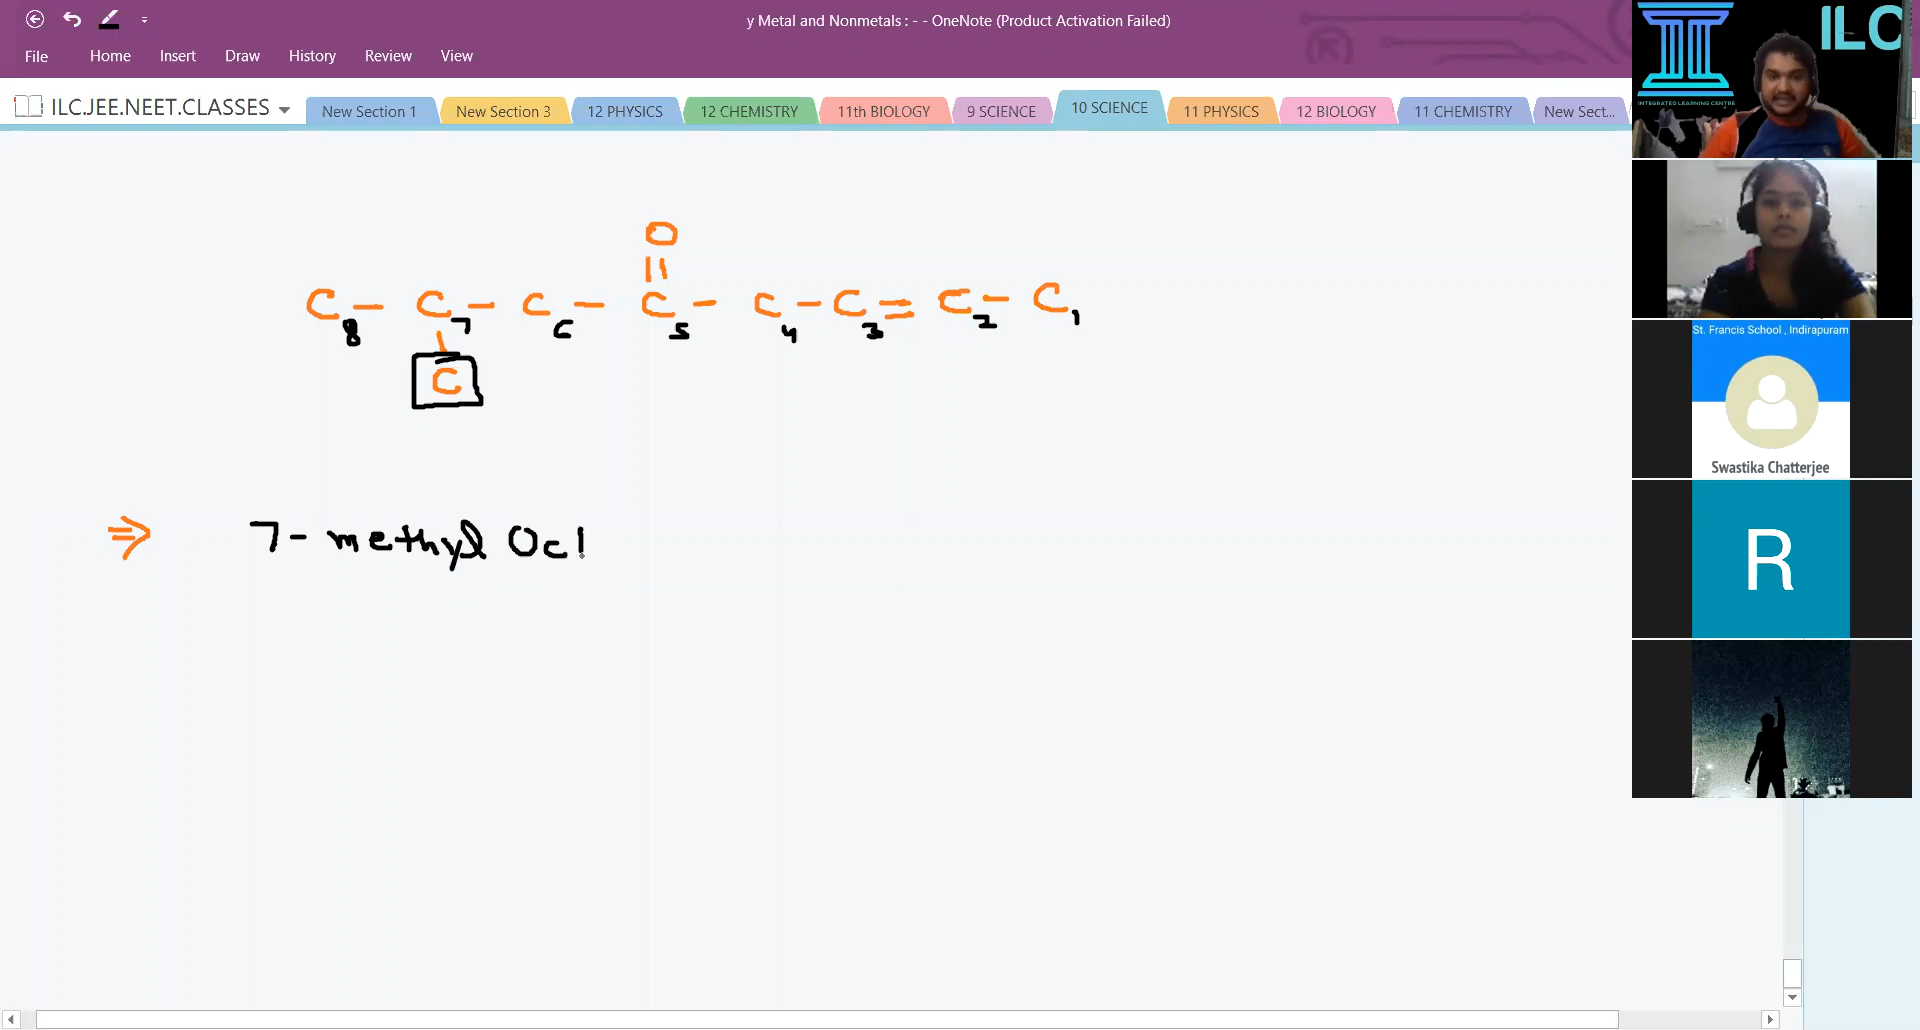 y Metal and Nonmetals : - - OneNote (Product Activation Failed)
File Home Insert Draw History Review View
ILC.JEE.NEET.CLASSES
New Section 1 New Section 3 12 PHYSICS 12 CHEMISTRY 11th BIOLOGY 9 SCIENCE 10 SCIENCE 11 PHYSICS 12 BIOLOGY 11 CHEMISTRY New Sect...
ILC
INTEGRATED LEARNING CENTRE
O
||
C - C - C - C - C - C = C - C
8 7 6 5 4 3 2 1
C
⇒ 7 - methyl Oct
St. Francis School , Indirapuram
Swastika Chatterjee
R